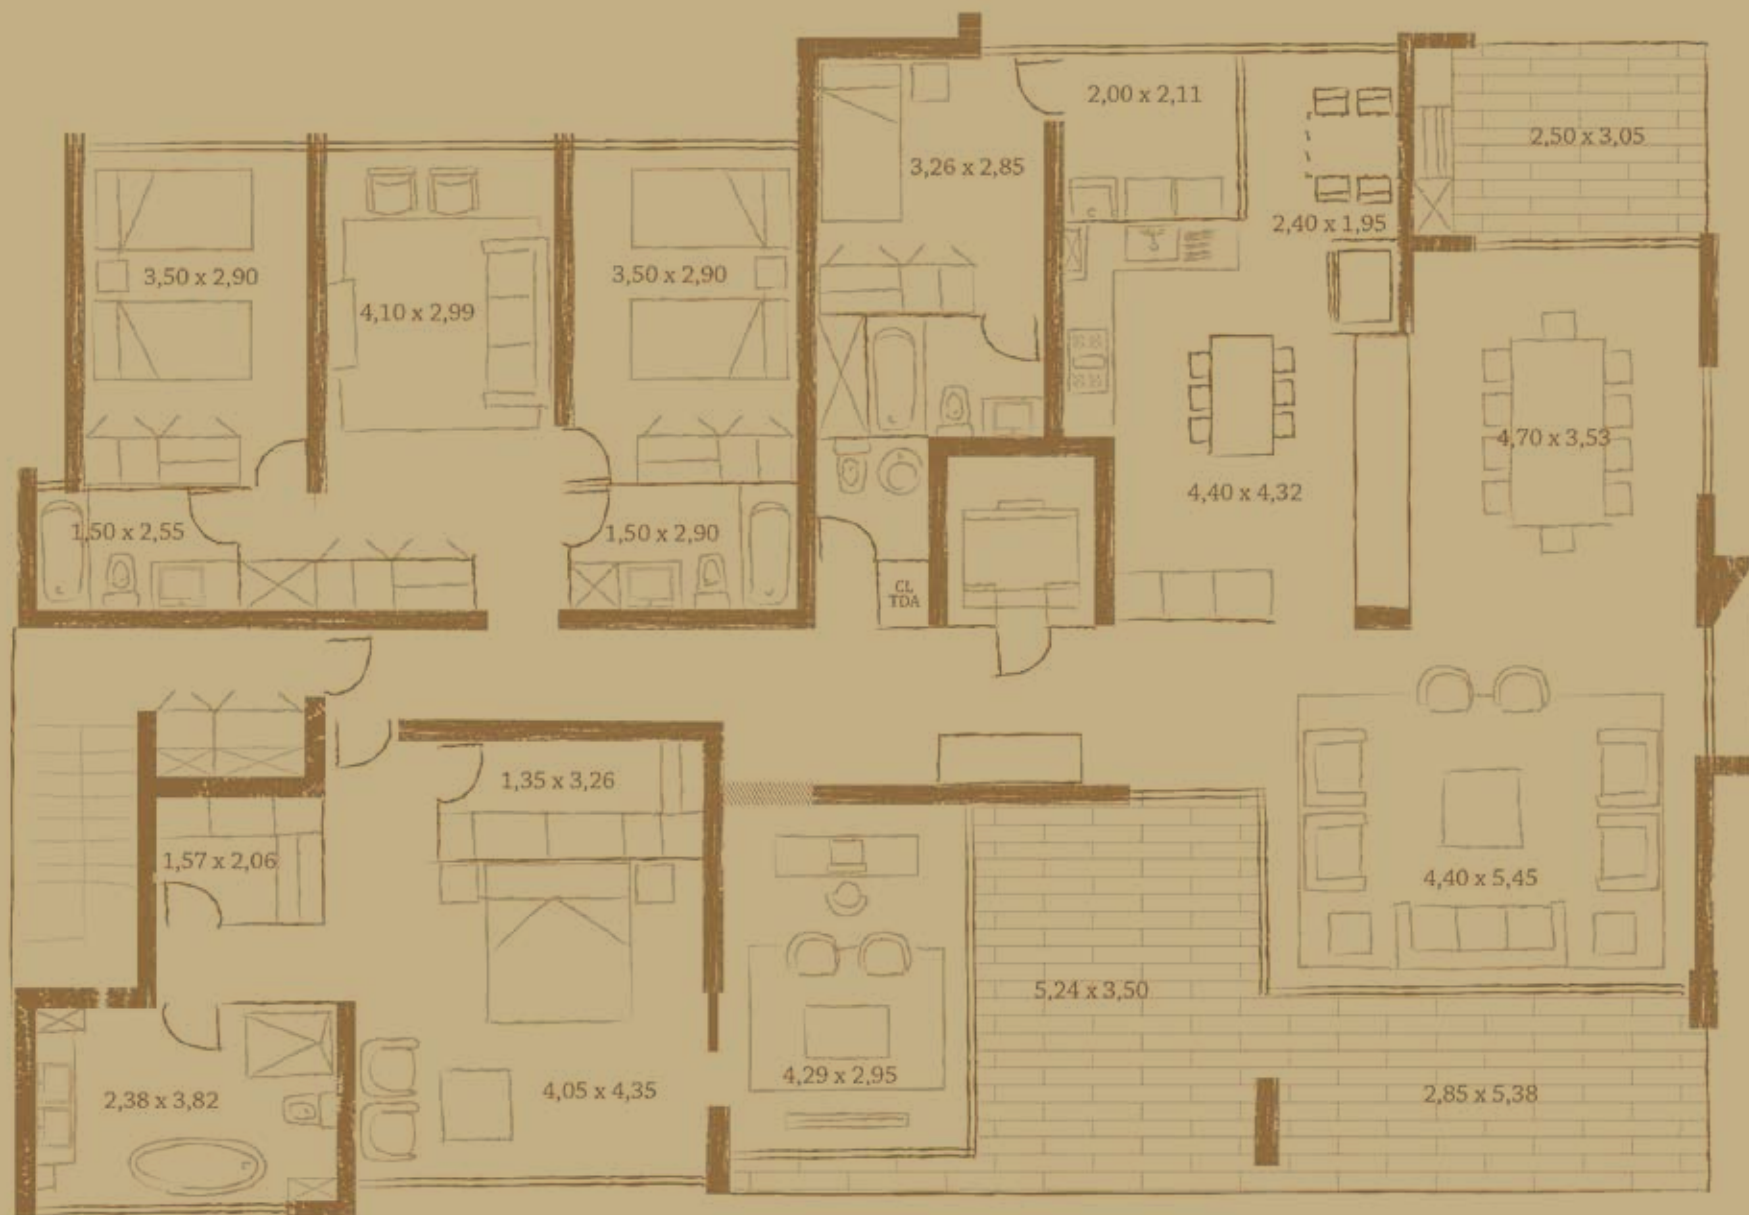 2,00 x 2,11
2,50 x 3,05
3,26 x 2,85
2,40 x 1,95
3,50 x 2,90
4,10 x 2,99
3,50 x 2,90
4,70 x 3,53
4,40 x 4,32
1,50 x 2,55
1,50 x 2,90
CL
TDA
1,35 x 3,26
1,57 x 2,06
4,40 x 5,45
5,24 x 3,50
4,29 x 2,95
4,05 x 4,35
2,38 x 3,82
2,85 x 5,38